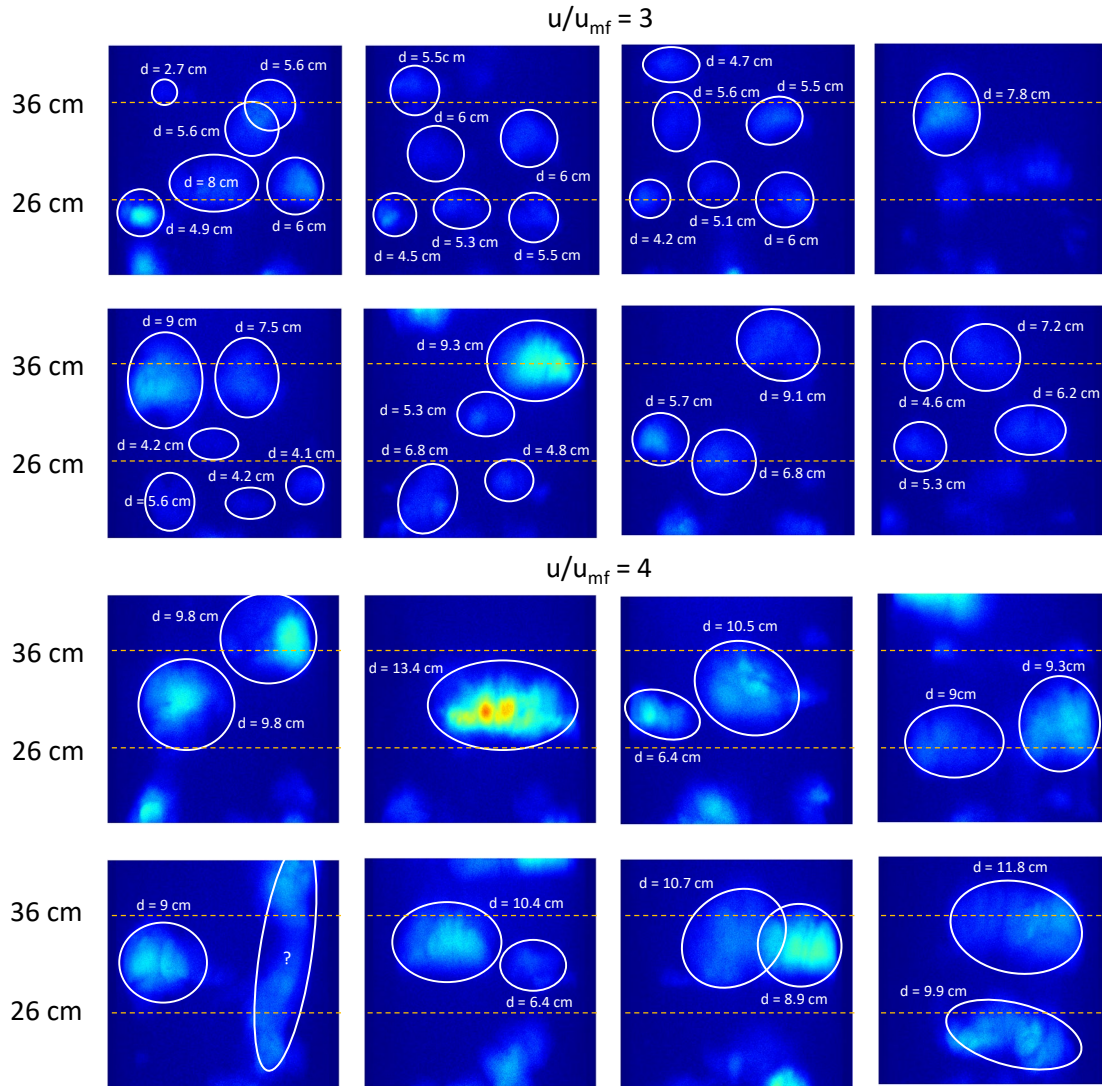 u/umf = 3
36 cm
26 cm
d = 2.7 cm
d = 5.6 cm
d = 5.6 cm
d = 8 cm
d = 4.9 cm
d = 6 cm
d = 5.5c m
d = 6 cm
d = 6 cm
d = 4.5 cm
d = 5.3 cm
d = 5.5 cm
d = 4.7 cm
d = 5.6 cm
d = 5.5 cm
d = 4.2 cm
d = 5.1 cm
d = 6 cm
d = 7.8 cm
36 cm
26 cm
d = 9 cm
d = 7.5 cm
d = 4.2 cm
d = 4.1 cm
d = 4.2 cm
d = 5.6 cm
d = 9.3 cm
d = 5.3 cm
d = 6.8 cm
d = 4.8 cm
d = 9.1 cm
d = 5.7 cm
d = 6.8 cm
d = 7.2 cm
d = 4.6 cm
d = 6.2 cm
d = 5.3 cm
u/umf = 4
36 cm
26 cm
d = 9.8 cm
d = 9.8 cm
d = 13.4 cm
d = 10.5 cm
d = 6.4 cm
d = 9.3cm
d = 9cm
36 cm
26 cm
d = 9 cm
?
d = 10.4 cm
d = 6.4 cm
d = 10.7 cm
d = 8.9 cm
d = 11.8 cm
d = 9.9 cm